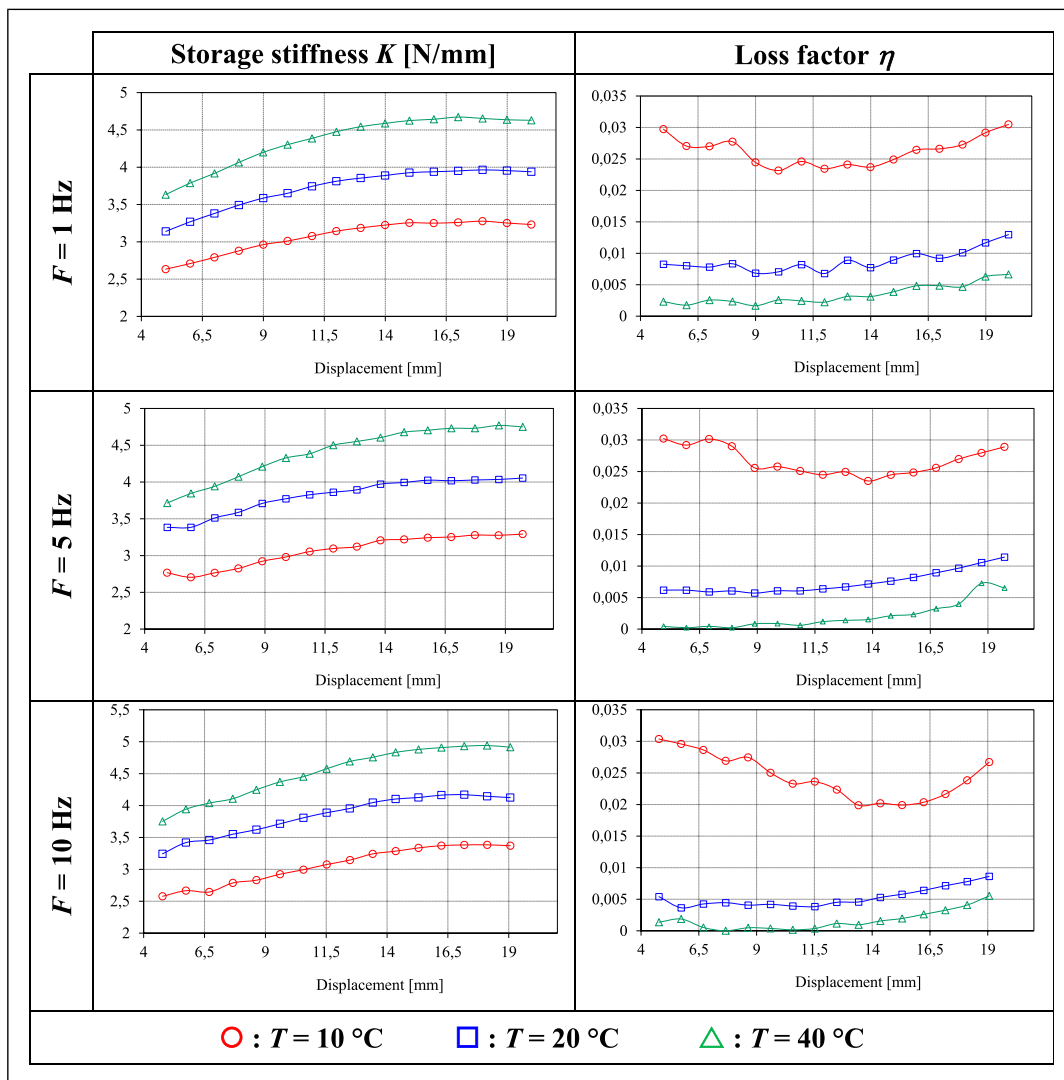 Storage stiffness K [N/mm]
Loss factor η
F = 1 Hz
5
4,5
4
3,5
3
2,5
2
4 6,5 9 11,5 14 16,5 19
Displacement [mm]
0,035
0,03
0,025
0,02
0,015
0,01
0,005
0
4 6,5 9 11,5 14 16,5 19
Displacement [mm]
F = 5 Hz
5
4,5
4
3,5
3
2,5
2
4 6,5 9 11,5 14 16,5 19
Displacement [mm]
0,035
0,03
0,025
0,02
0,015
0,01
0,005
0
4 6,5 9 11,5 14 16,5 19
Displacement [mm]
F = 10 Hz
5,5
5
4,5
4
3,5
3
2,5
2
4 6,5 9 11,5 14 16,5 19
Displacement [mm]
0,035
0,03
0,025
0,02
0,015
0,01
0,005
0
4 6,5 9 11,5 14 16,5 19
Displacement [mm]
: T = 10 °C : T = 20 °C : T = 40 °C